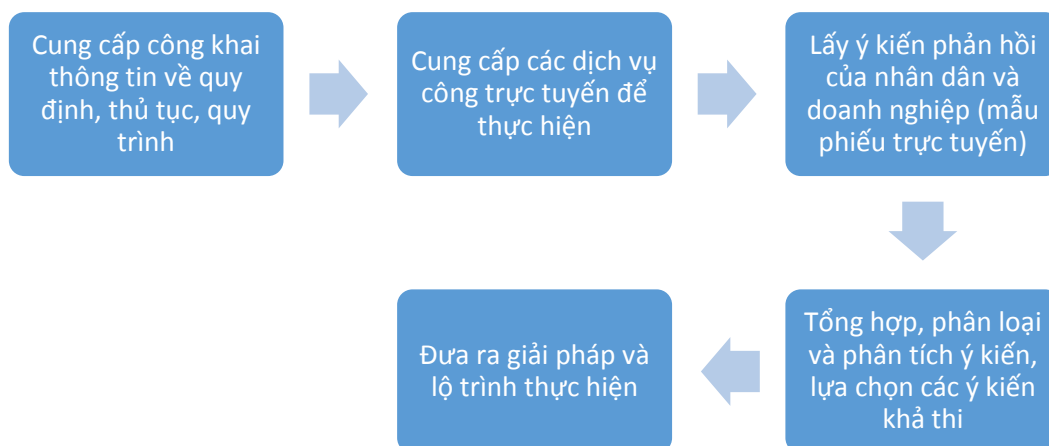 Cung cấp công khai
thông tin về quy
định, thủ tục, quy
trình
Cung cấp các dịch vụ
công trực tuyến để
thực hiện
Lấy ý kiến phản hồi
của nhân dân và
doanh nghiệp (mẫu
phiếu trực tuyến)
Tổng hợp, phân loại
và phân tích ý kiến,
lựa chọn các ý kiến
khả thi
Đưa ra giải pháp và
lộ trình thực hiện